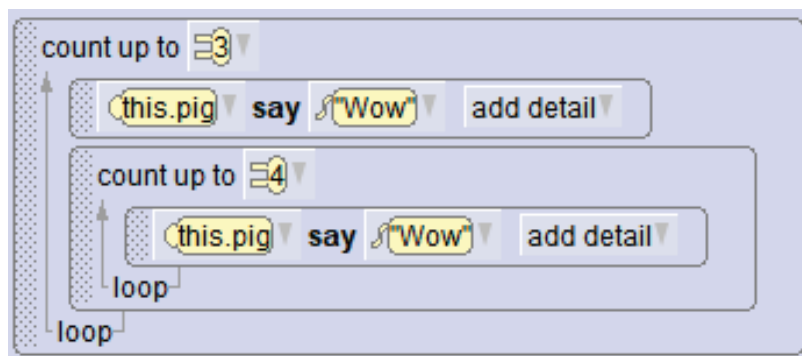 count up to 3
this.pig say "Wow" add detail
count up to 4
this.pig say "Wow" add detail
loop
loop